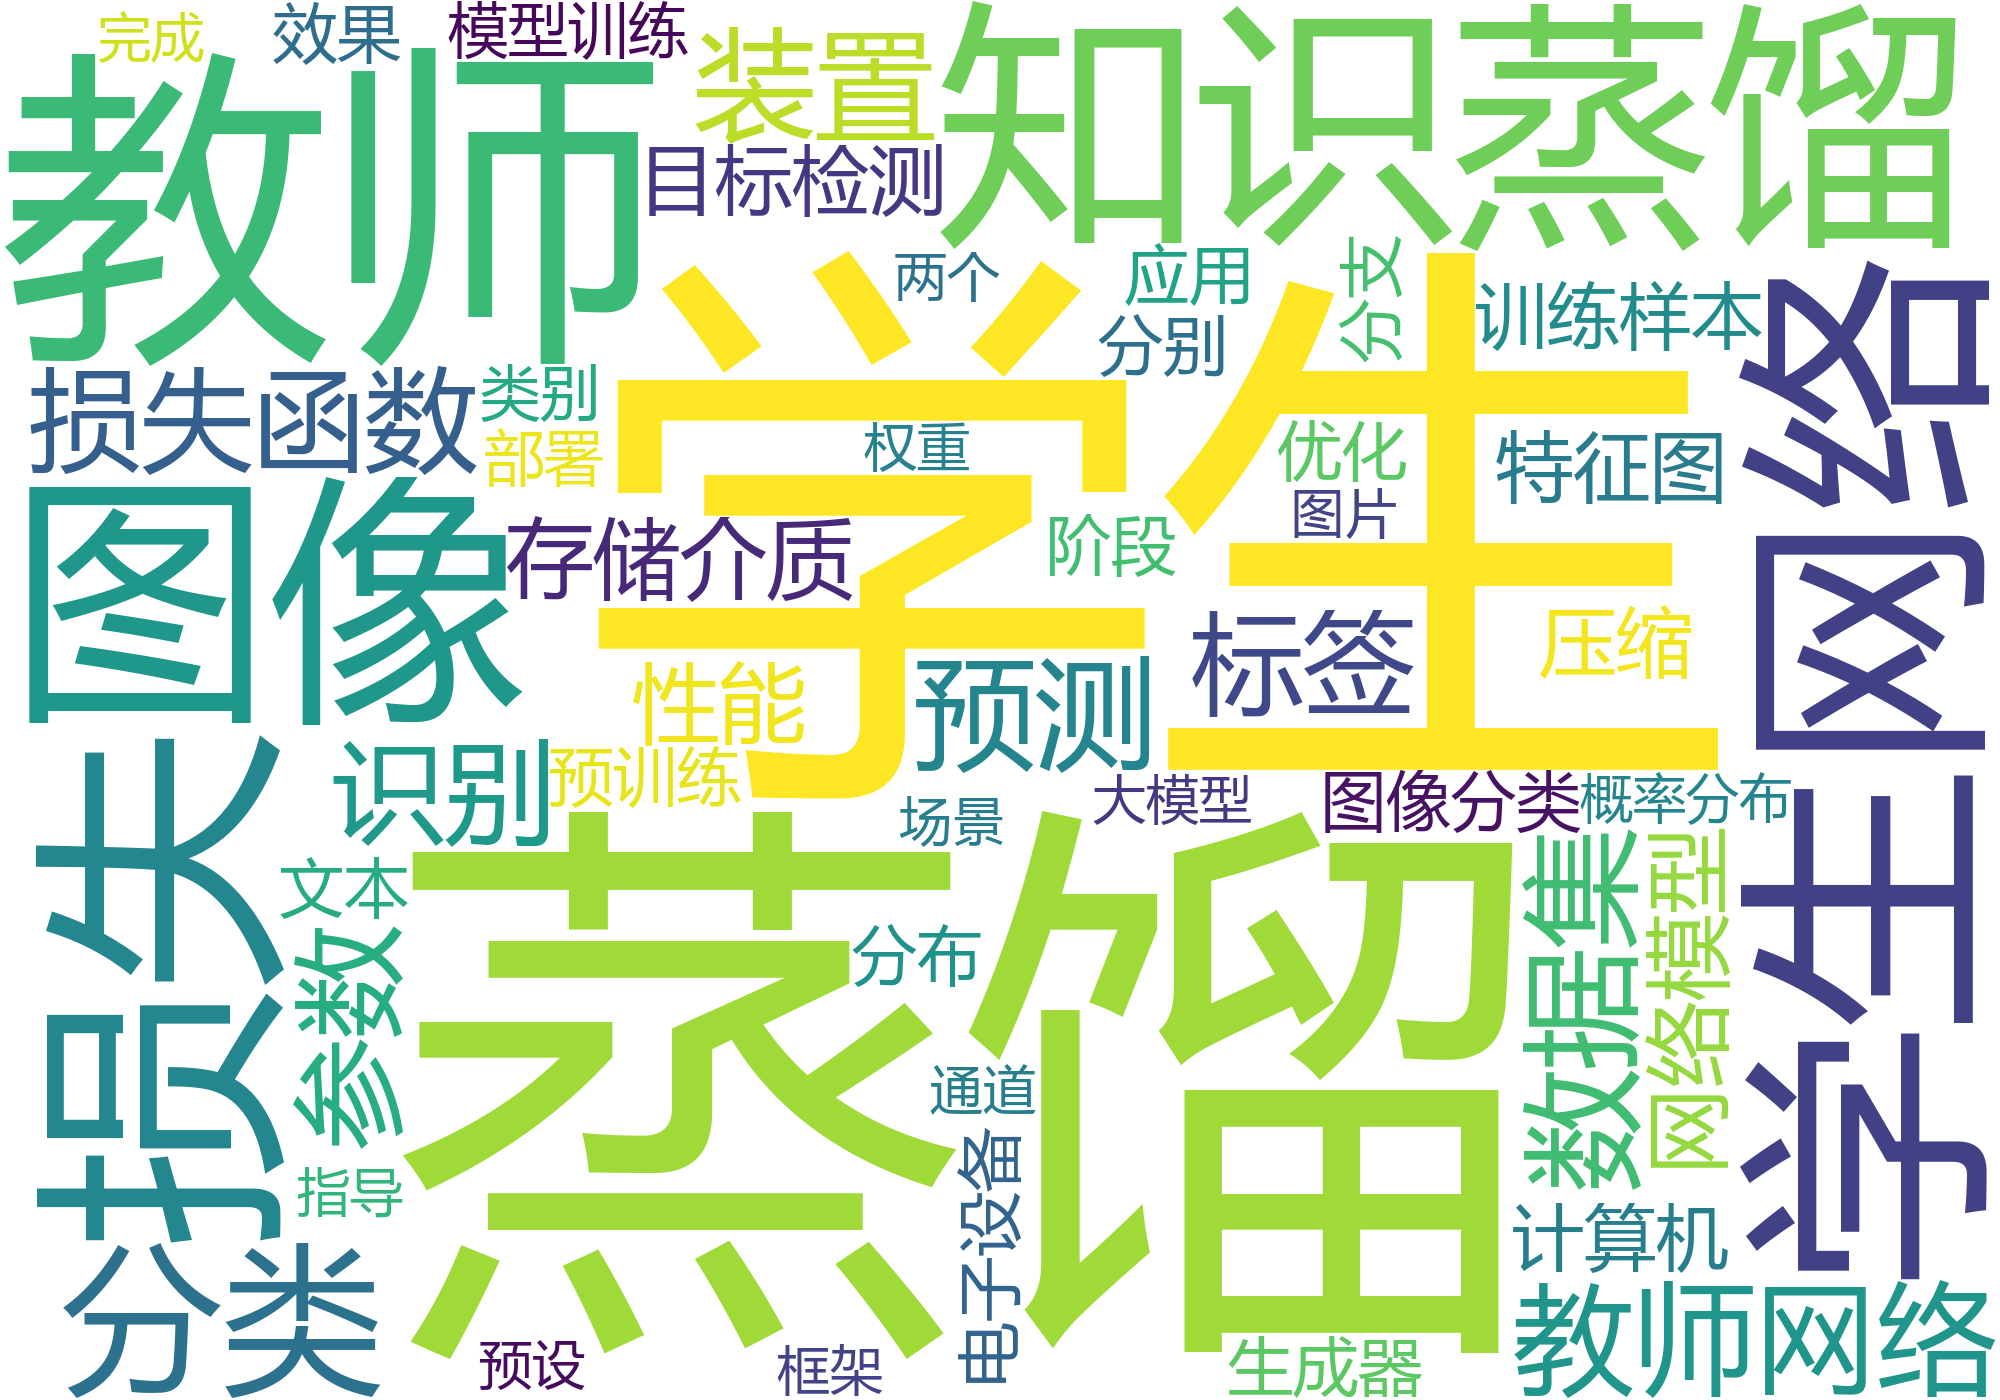 完成
效果
模型训练
装置
知识蒸馏
教师
目标检测
两个
应用
分支
训练样本
学生
网络
分别
损失函数
类别
部署
权重
优化
特征图
图像
存储介质
阶段
图片
标签
压缩
性能
预测
识别
预训练
场景
大模型
图像分类
概率分布
损失
文本
蒸馏
分布
数据集
网络模型
学生
参数
通道
指导
电子设备
计算机
分类
教师网络
预设
框架
生成器